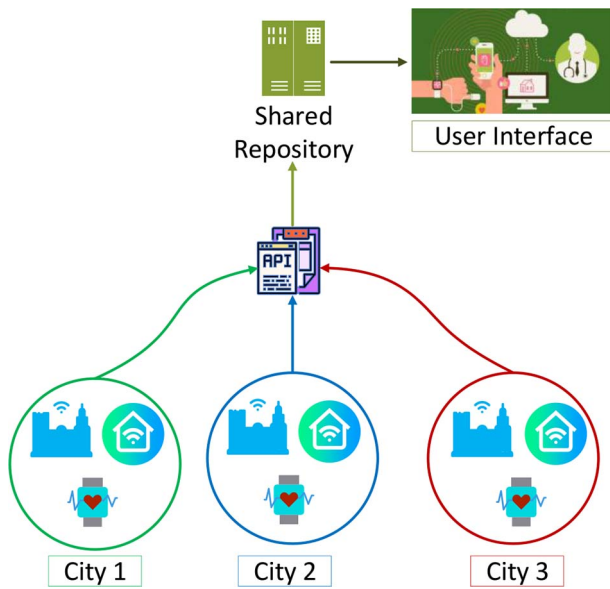 Shared
Repository
User Interface
API
City 1
City 2
City 3